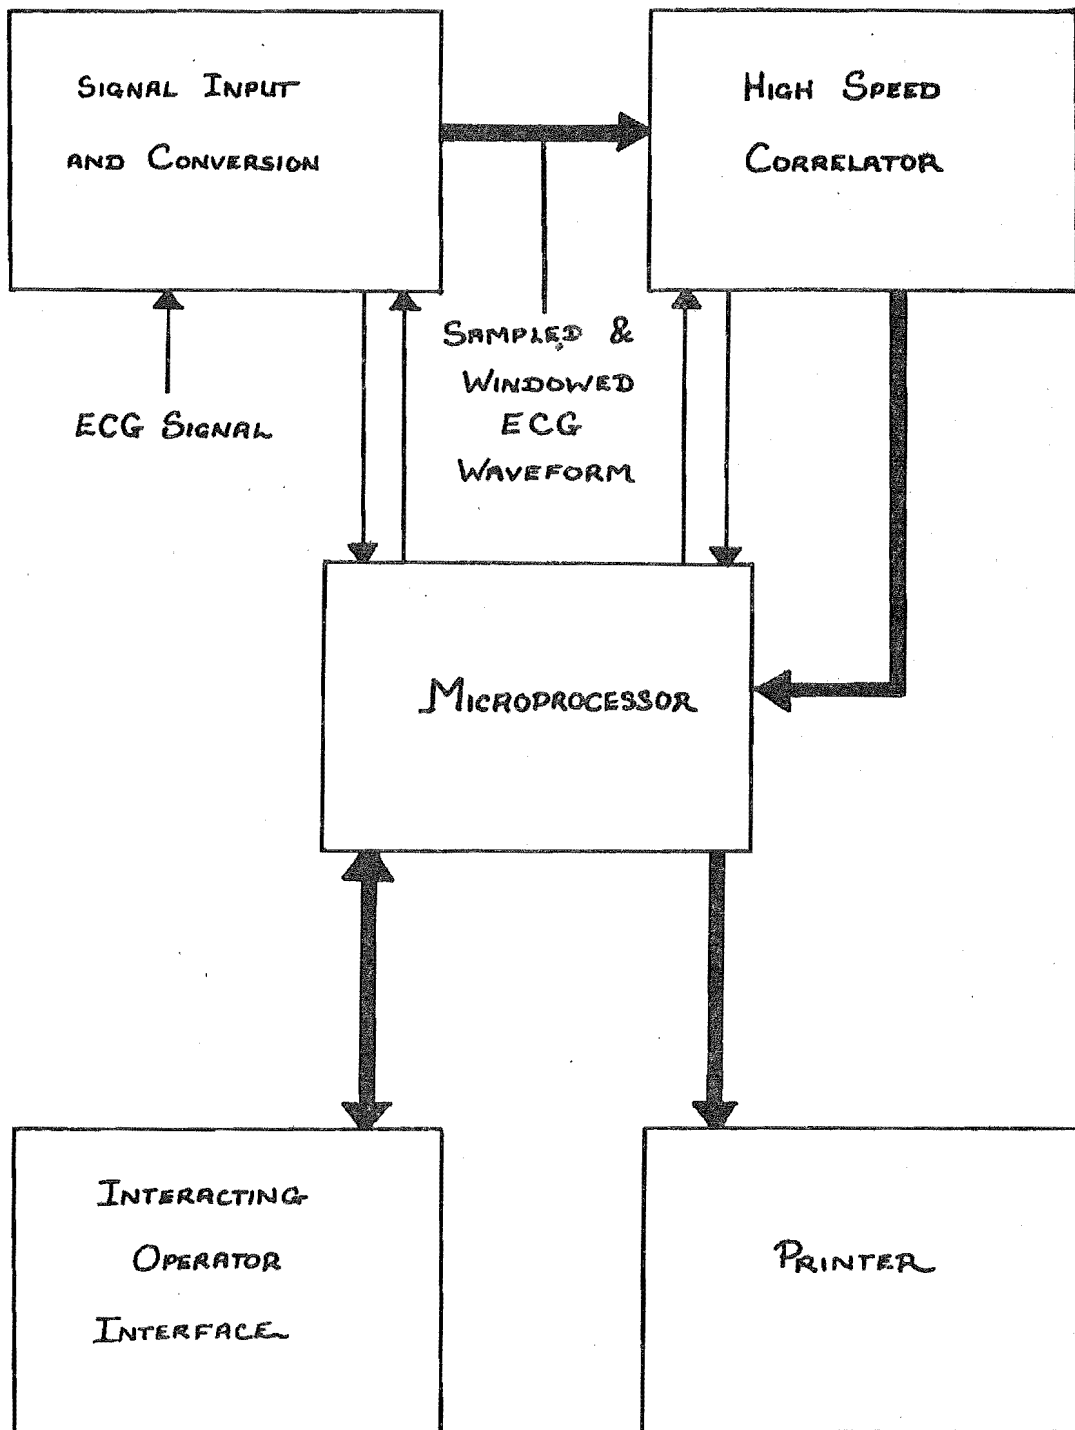 SIGNAL INPUT
AND CONVERSION
HIGH SPEED
CORRELATOR
ECG SIGNAL
SAMPLED &
WINDOWED
ECG
WAVEFORM
MICROPROCESSOR
INTERACTING
OPERATOR
INTERFACE
PRINTER